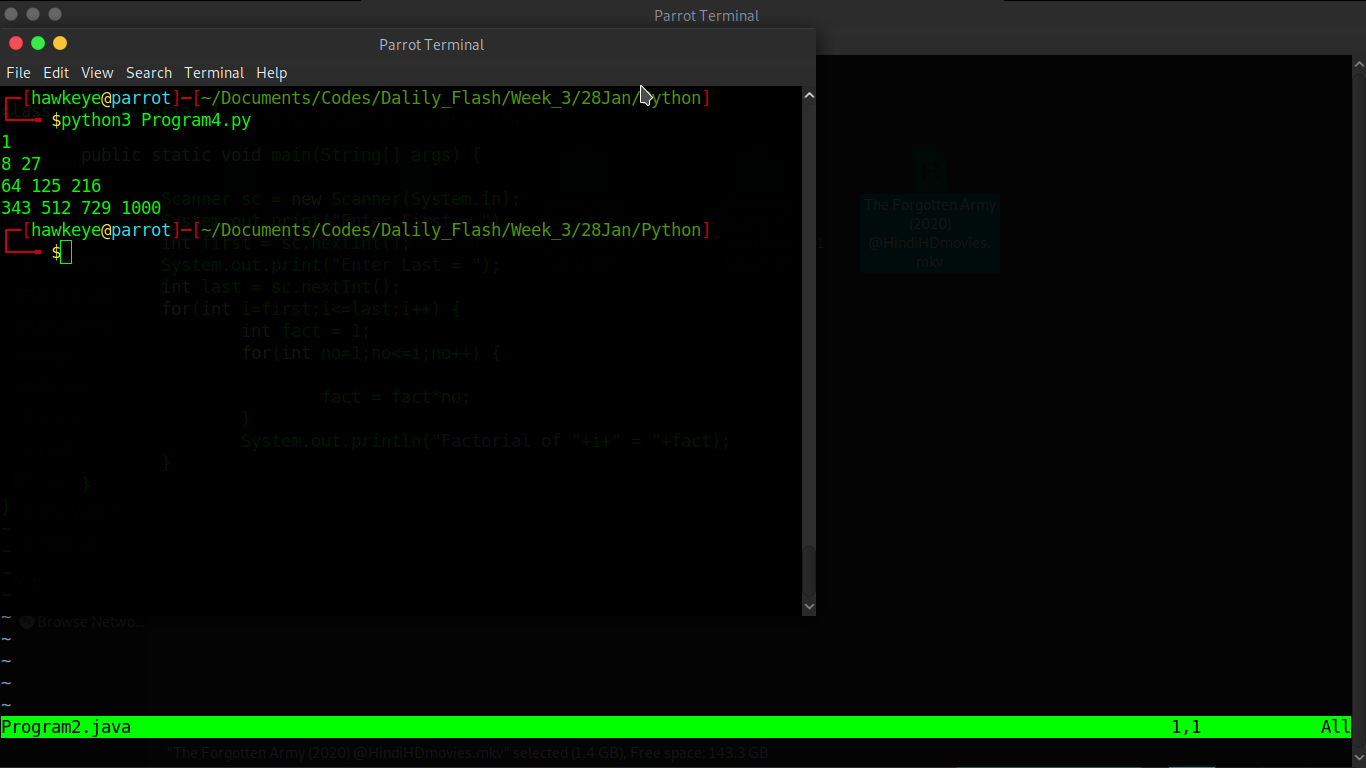 Parrot Terminal
Parrot Terminal
File Edit View Search Terminal Help
┌─[hawkeye@parrot]─[~/Documents/Codes/Dalily_Flash/Week_3/28Jan/Python]
└──╼ $python3 Program4.py
1
8 27
64 125 216
343 512 729 1000
┌─[hawkeye@parrot]─[~/Documents/Codes/Dalily_Flash/Week_3/28Jan/Python]
└──╼ $
public static void main(String[] args) {
Scanner sc = new Scanner(System.in);
int first = sc.nextInt();
System.out.print("Enter Last = ");
int last = sc.nextInt();
for(int i=first;i<=last;i++) {
int fact = 1;
for(int no=1;no<=i;no++) {
fact = fact*no;
}
System.out.println("Factorial of "+i+" = "+fact);
}
}
}
~
~
~
~
~
~
~
~
~
The Forgotten Army
(2020)
@HindiHDmovies.
mkv
Browse Netwo...
Program2.java 1,1 All
"The Forgotten Army (2020) @HindiHDmovies.mkv" selected (1.4 GB), Free space: 143.3 GB